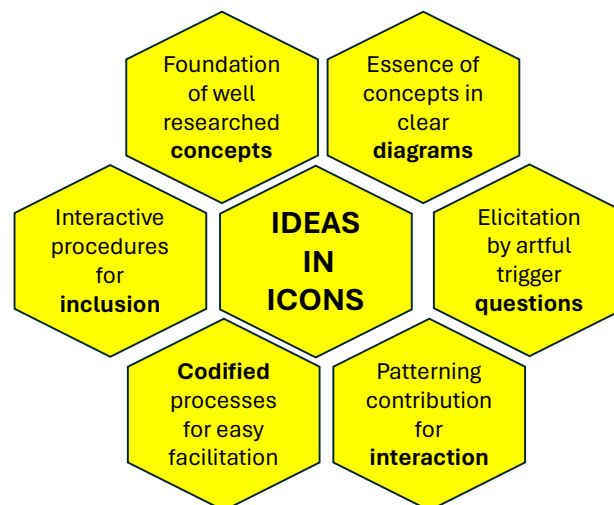 Foundation
of well
researched
concepts
Essence of
concepts in
clear
diagrams
Interactive
procedures
for
inclusion
IDEAS
IN
ICONS
Elicitation
by artful
trigger
questions
Codified
processes
for easy
facilitation
Patterning
contribution
for
interaction